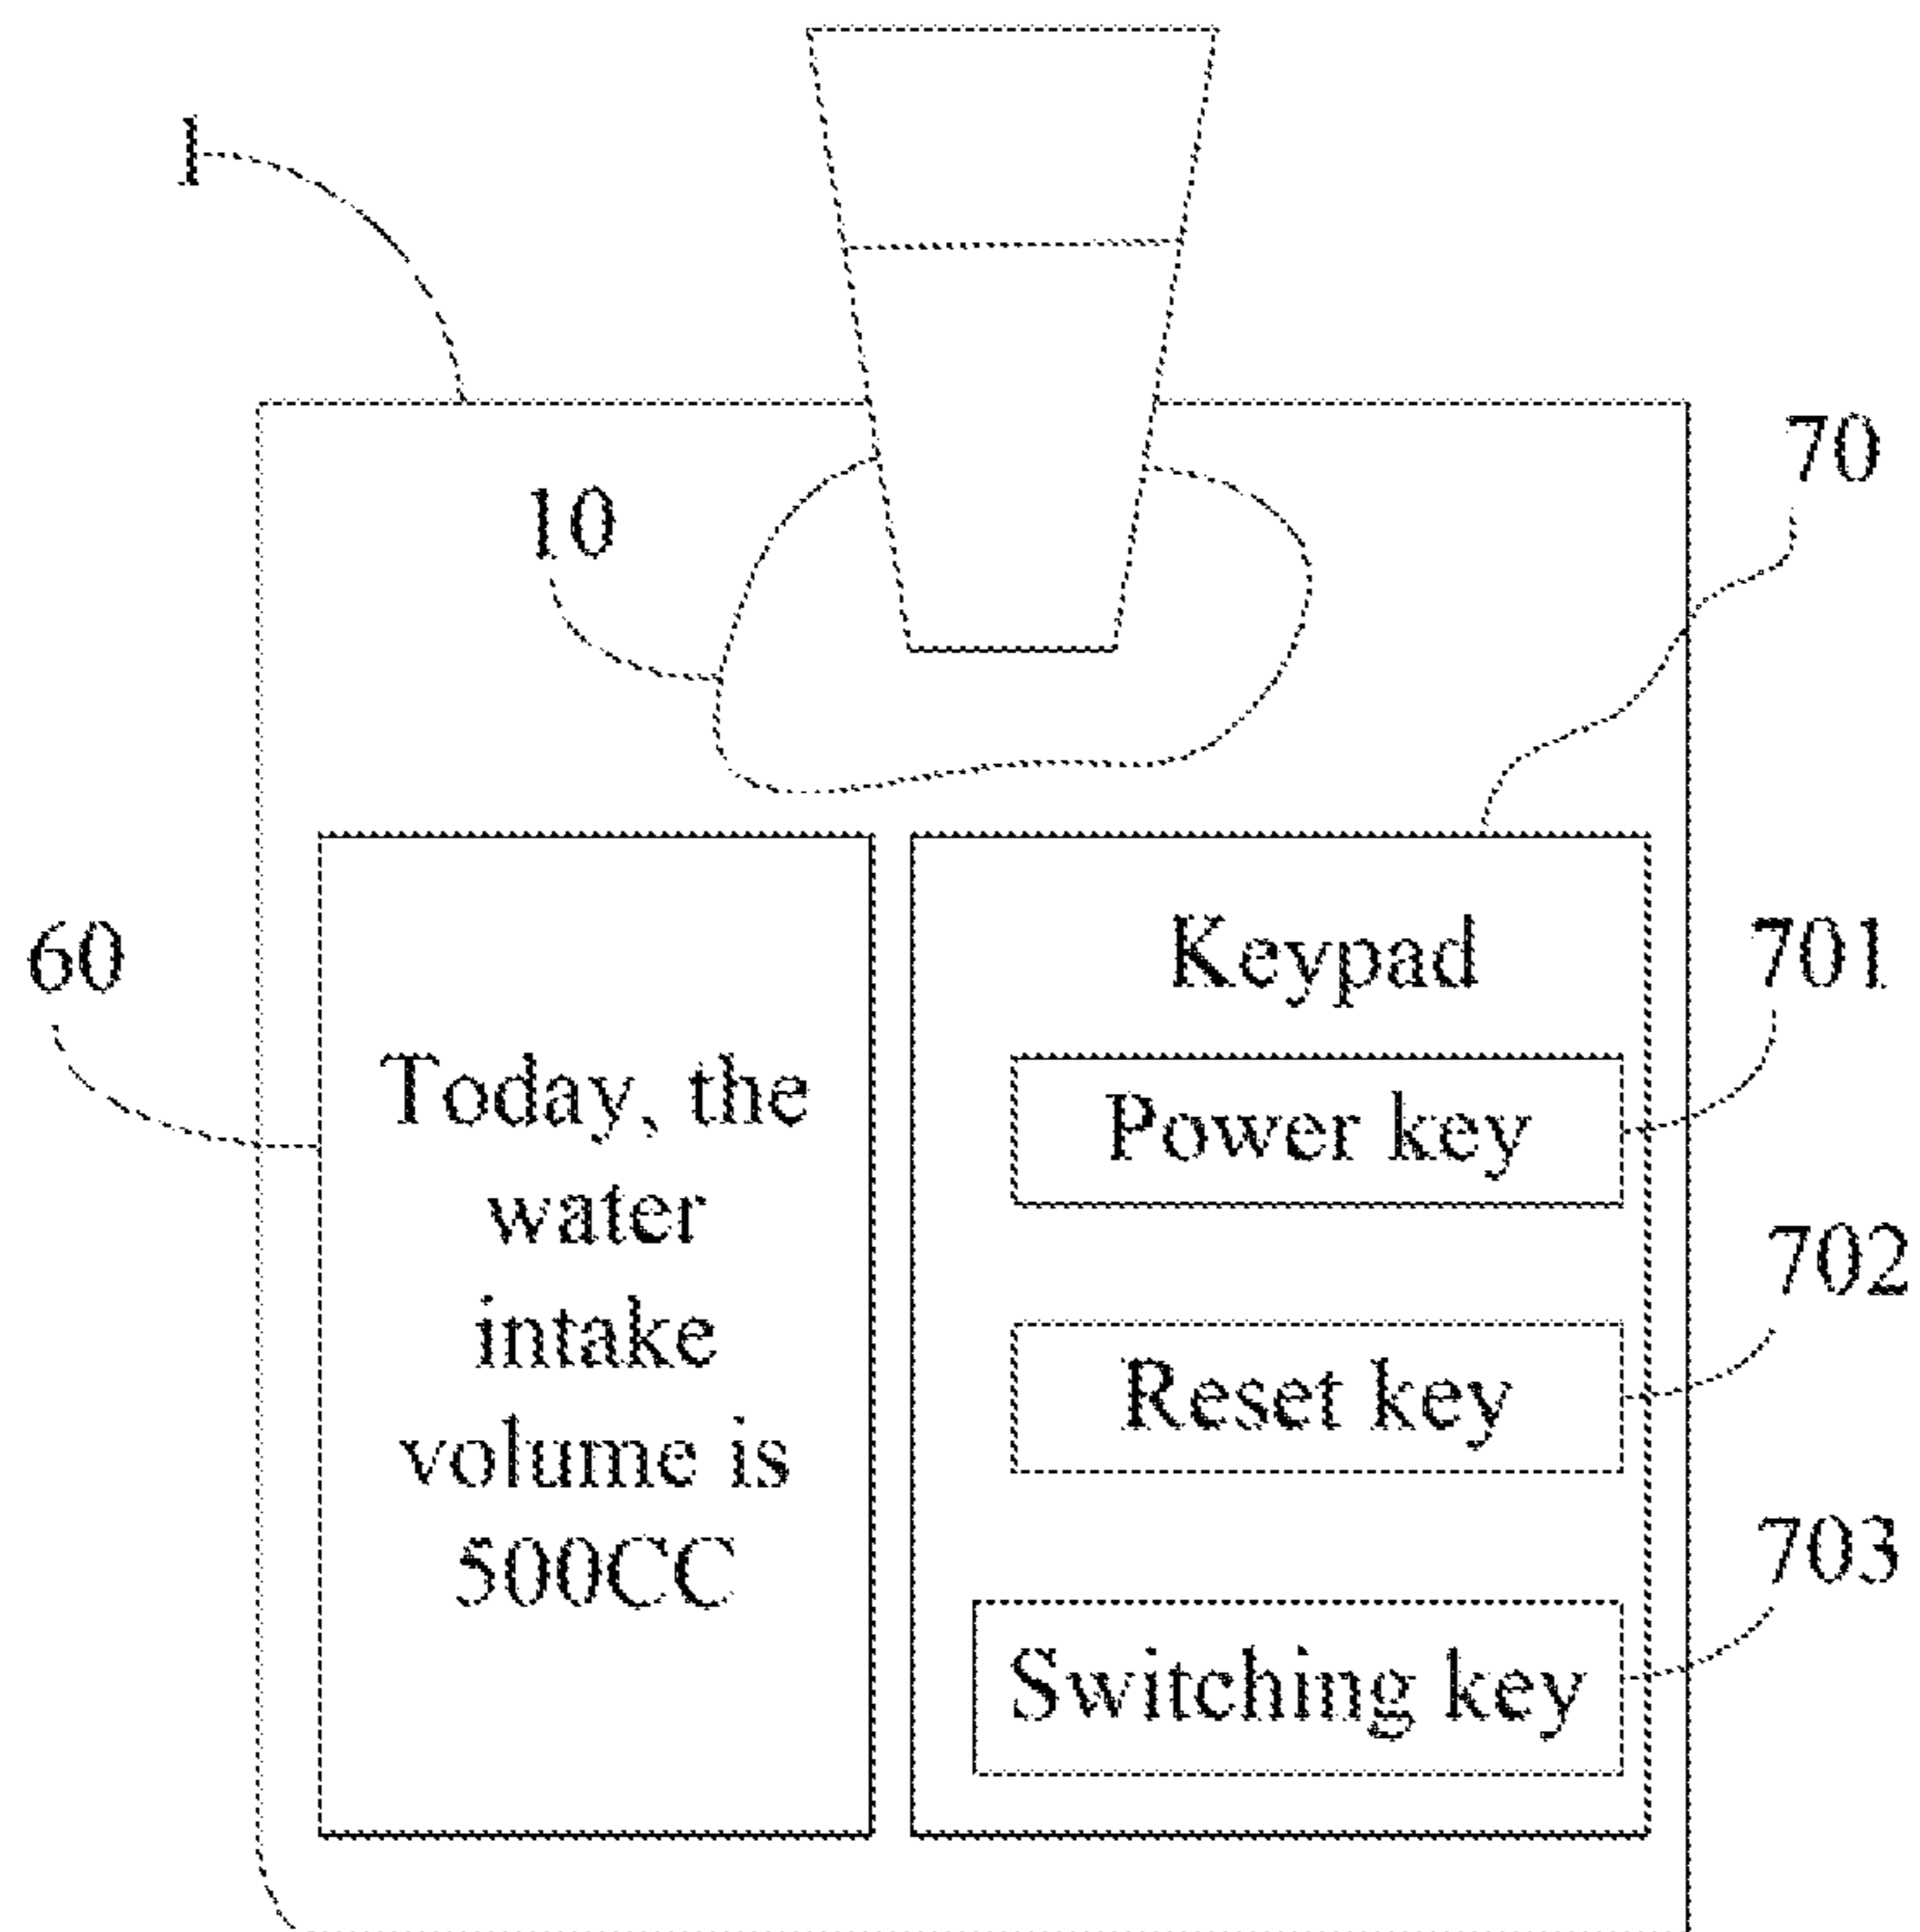 1
70
10
60
Today, the
water
intake
volume is
500CC
Keypad
701
Power key
702
Reset key
703
Switching key